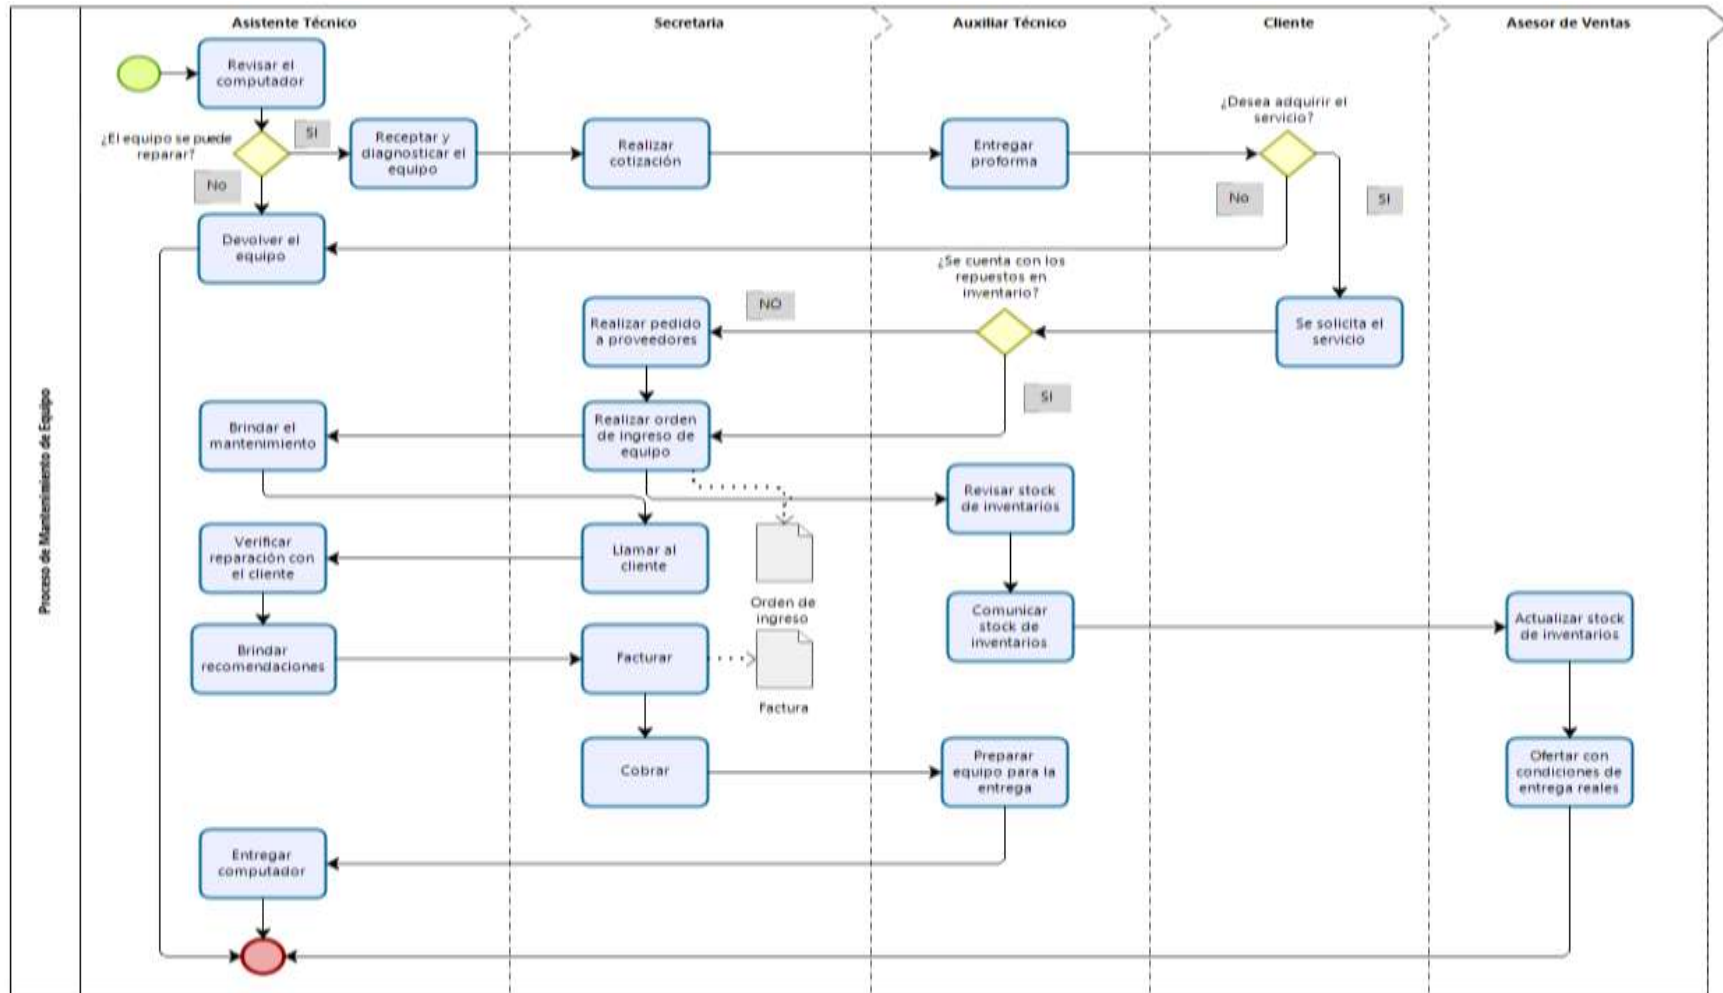 Asistente Técnico
Secretaria
Auxiliar Técnico
Cliente
Asesor de Ventas
Proceso de Mantenimiento de Equipo
Revisar el
computador
¿El equipo se puede
reparar?
SI
No
Receptar y
diagnosticar el
equipo
Realizar
cotización
Entregar
proforma
¿Desea adquirir el
servicio?
No
SI
Devolver el
equipo
¿Se cuenta con los
repuestos en
inventario?
NO
SI
Realizar pedido
a proveedores
Se solicita el
servicio
Brindar el
mantenimiento
Realizar orden
de ingreso de
equipo
Revisar stock
de inventarios
Verificar
reparación con
el cliente
Llamar al
cliente
Orden de
ingreso
Comunicar
stock de
inventarios
Actualizar stock
de inventarios
Brindar
recomendaciones
Facturar
Factura
Cobrar
Preparar
equipo para la
entrega
Ofertar con
condiciones de
entrega reales
Entregar
computador